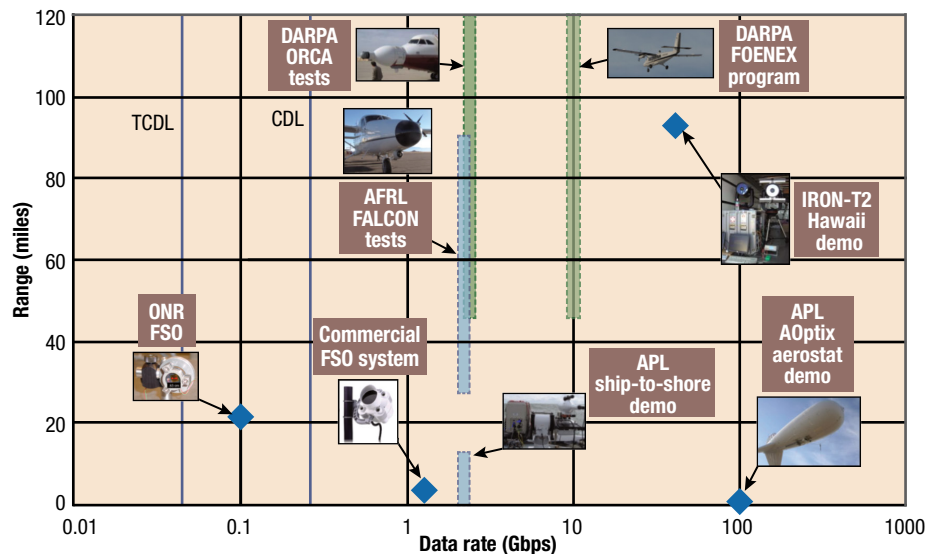 120
100
80
60
40
20
0
Range (miles)
TCDL
CDL
DARPA
ORCA
tests
DARPA
FOENEX
program
AFRL
FALCON
tests
IRON-T2
Hawaii
demo
ONR
FSO
Commercial
FSO system
APL
ship-to-shore
demo
APL
AOptix
aerostat
demo
0.01
0.1
1
10
100
1000
Data rate (Gbps)